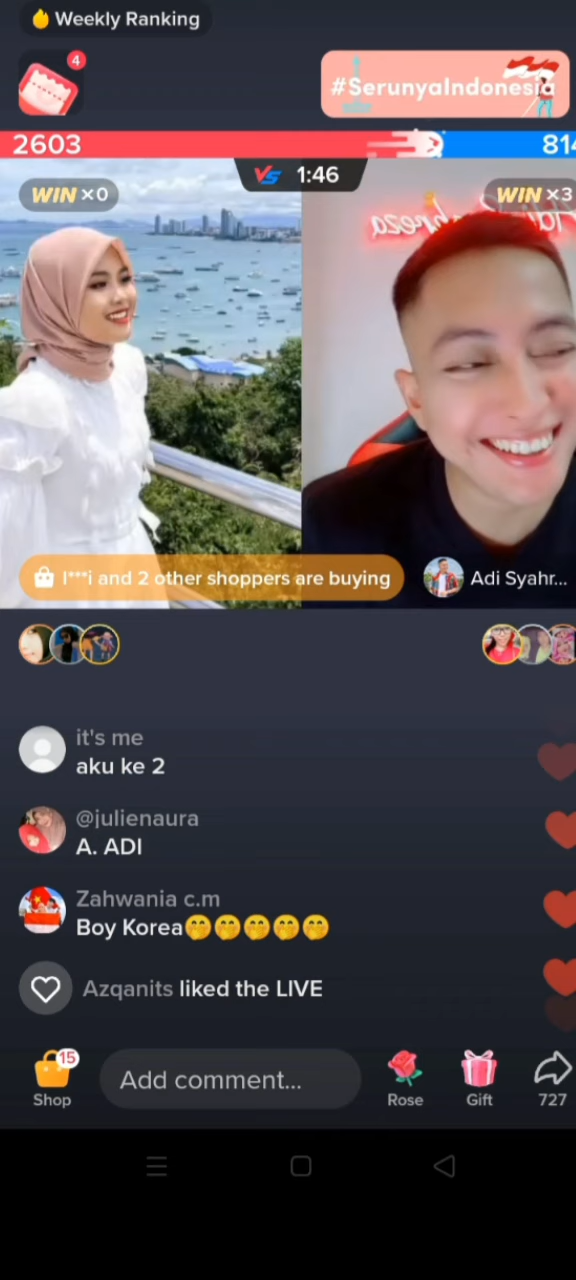 Weekly Ranking
4
#SerunyaIndonesia
2603
814
VS 1:46
WIN ×0
WIN ×3
I***i and 2 other shoppers are buying
Adi Syahr...
it's me
aku ke 2
@julienaura
A. ADI
Zahwania c.m
Boy Korea🤭🤭🤭🤭🤭
Azqanits liked the LIVE
15
Shop
Add comment...
Rose
Gift
727